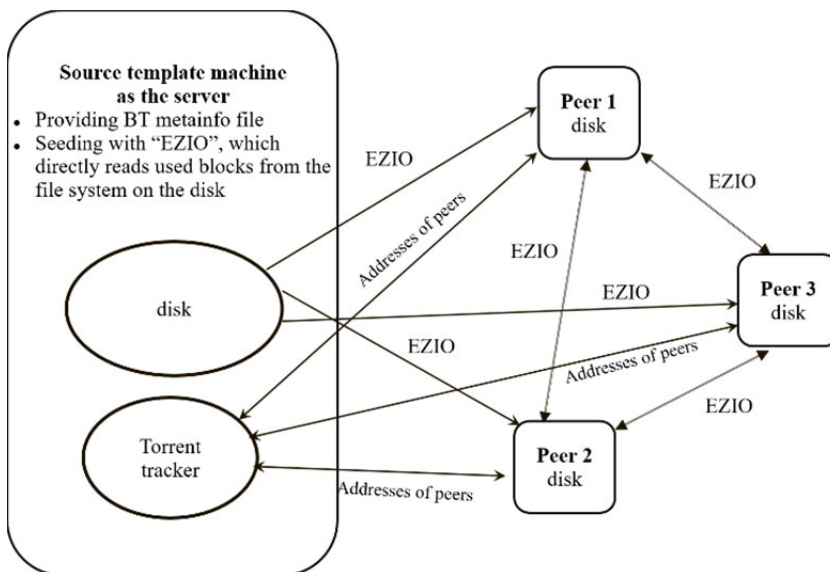 Source template machine
as the server
• Providing BT metainfo file
• Seeding with “EZIO”, which
directly reads used blocks from the
file system on the disk
Peer 1
disk
EZIO
EZIO
Addresses of peers
EZIO
Peer 3
disk
disk
EZIO
EZIO
Addresses of peers
EZIO
Torrent
tracker
Peer 2
disk
Addresses of peers